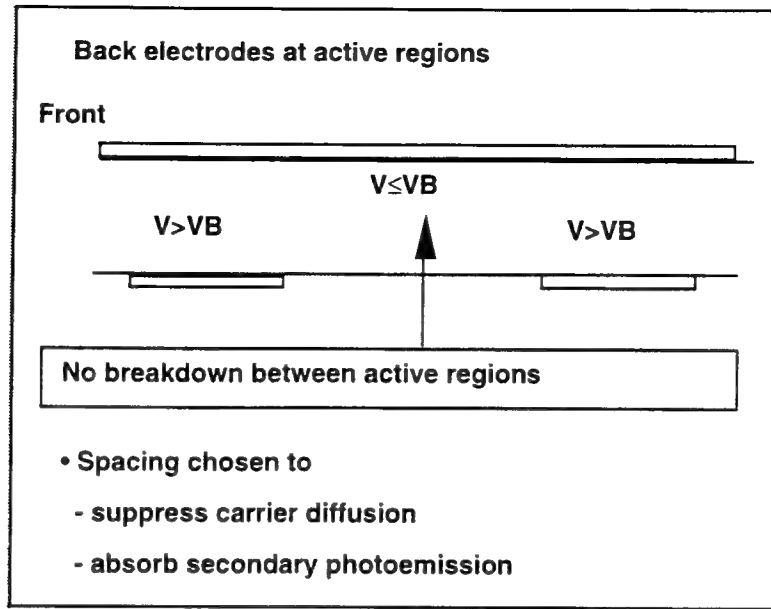 Back electrodes at active regions
Front
V≤VB
V>VB
V>VB
No breakdown between active regions
• Spacing chosen to
- suppress carrier diffusion
- absorb secondary photoemission